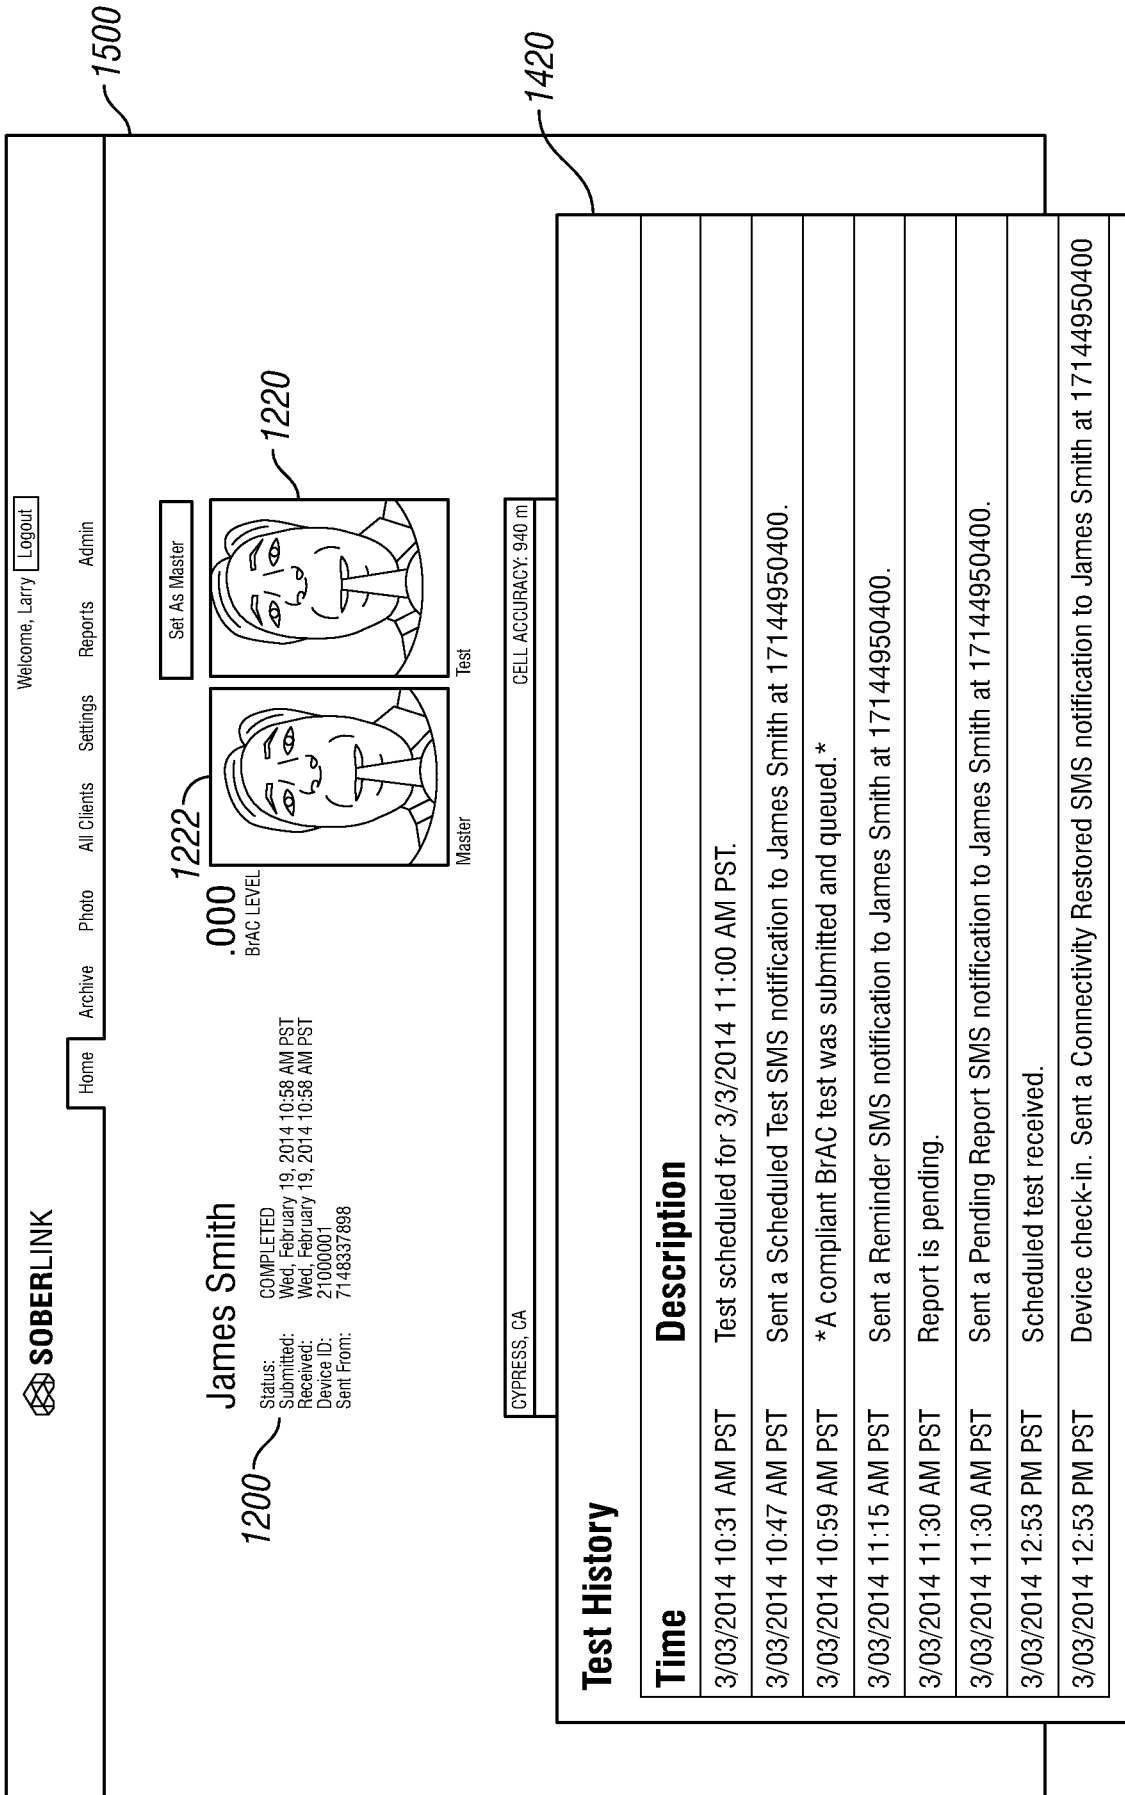 SOBERLINK
Welcome, Larry Logout
Home Archive Photo All Clients Settings Reports Admin
1500
James Smith
1200
Status: COMPLETED
Submitted: Wed, February 19, 2014 10:58 AM PST
Received: Wed, February 19, 2014 10:58 AM PST
Device ID: 21000001
Sent From: 7148337898
.000
BrAC LEVEL
1222
Set As Master
1220
Master
Test
CYPRESS, CA CELL ACCURACY: 940 m
1420
Test History
Time Description
3/03/2014 10:31 AM PST Test scheduled for 3/3/2014 11:00 AM PST.
3/03/2014 10:47 AM PST Sent a Scheduled Test SMS notification to James Smith at 17144950400.
3/03/2014 10:59 AM PST *A compliant BrAC test was submitted and queued.*
3/03/2014 11:15 AM PST Sent a Reminder SMS notification to James Smith at 17144950400.
3/03/2014 11:30 AM PST Report is pending.
3/03/2014 11:30 AM PST Sent a Pending Report SMS notification to James Smith at 17144950400.
3/03/2014 12:53 PM PST Scheduled test received.
3/03/2014 12:53 PM PST Device check-in. Sent a Connectivity Restored SMS notification to James Smith at 17144950400